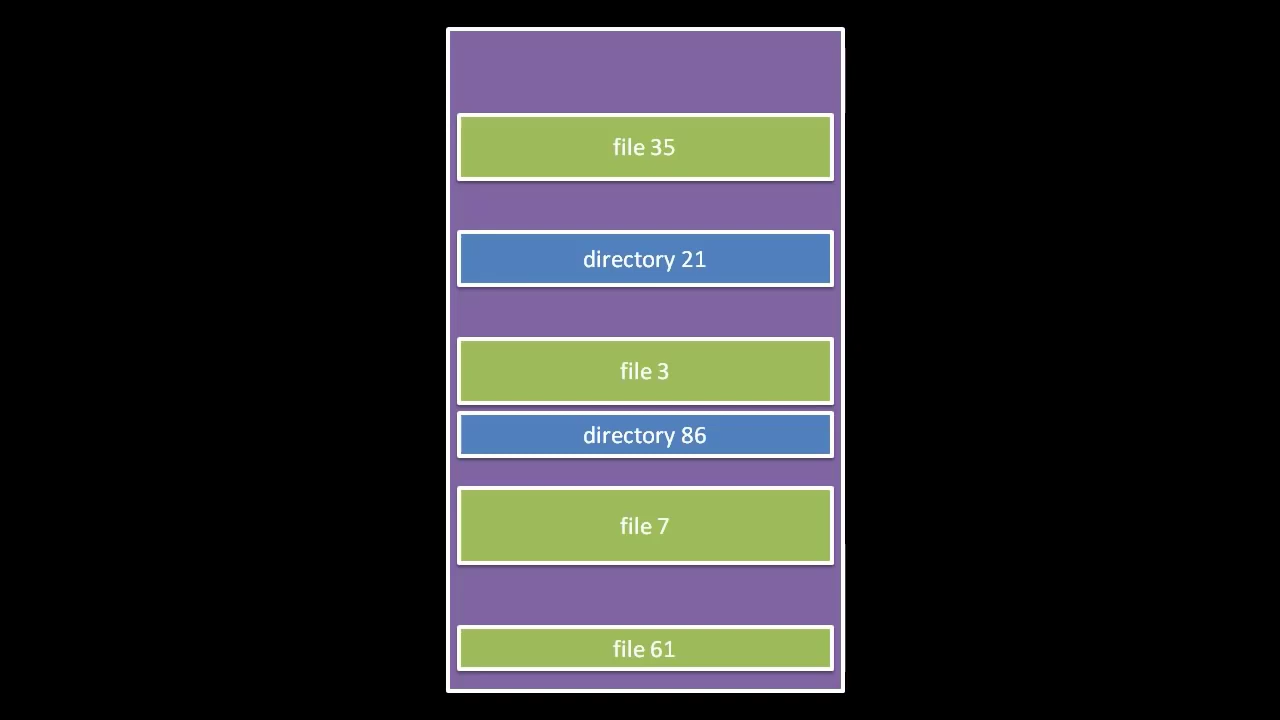 file 35
directory 21
file 3
directory 86
file 7
file 61